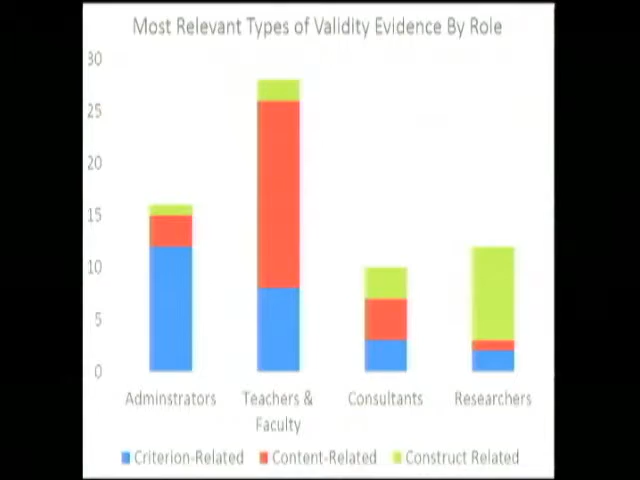 Most Relevant Types of Validity Evidence By Role
30
25
20
15
10
5
0
Adminstrators
Teachers &
Faculty
Consultants
Researchers
Criterion-Related
Content-Related
Construct Related